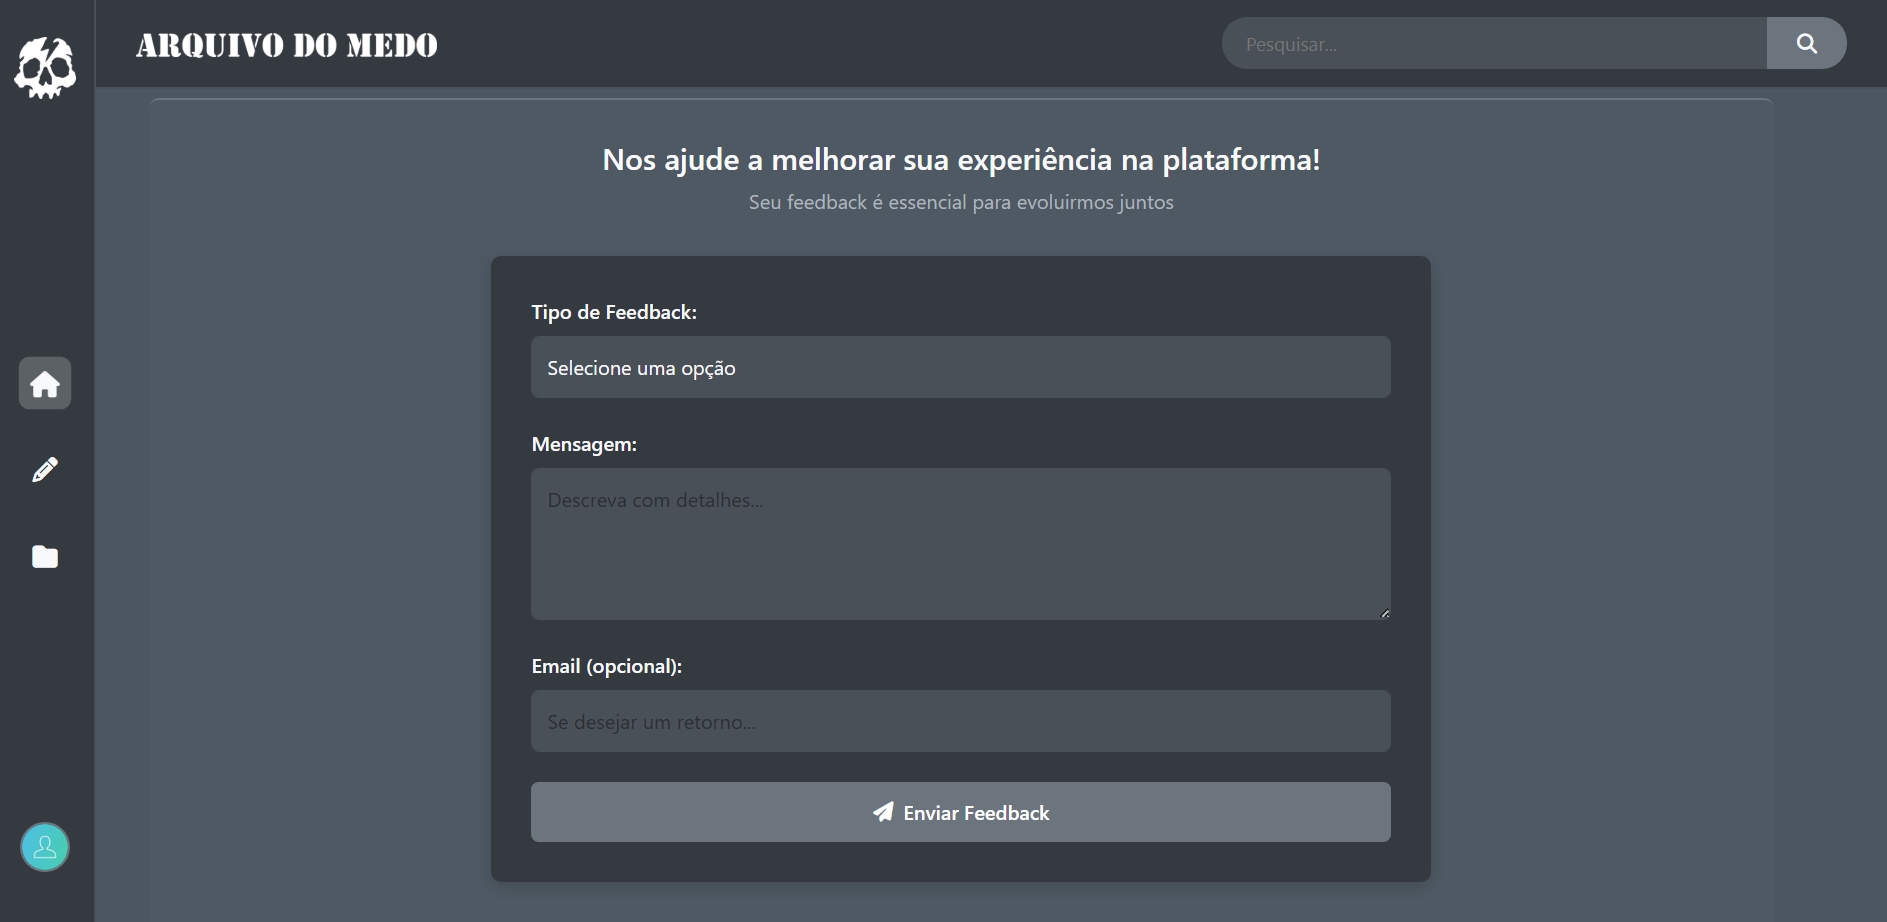 ARQUIVO DO MEDO
Pesquisar...
Nos ajude a melhorar sua experiência na plataforma!
Seu feedback é essencial para evoluirmos juntos
Tipo de Feedback:
Selecione uma opção
Mensagem:
Descreva com detalhes...
Email (opcional):
Se desejar um retorno...
Enviar Feedback